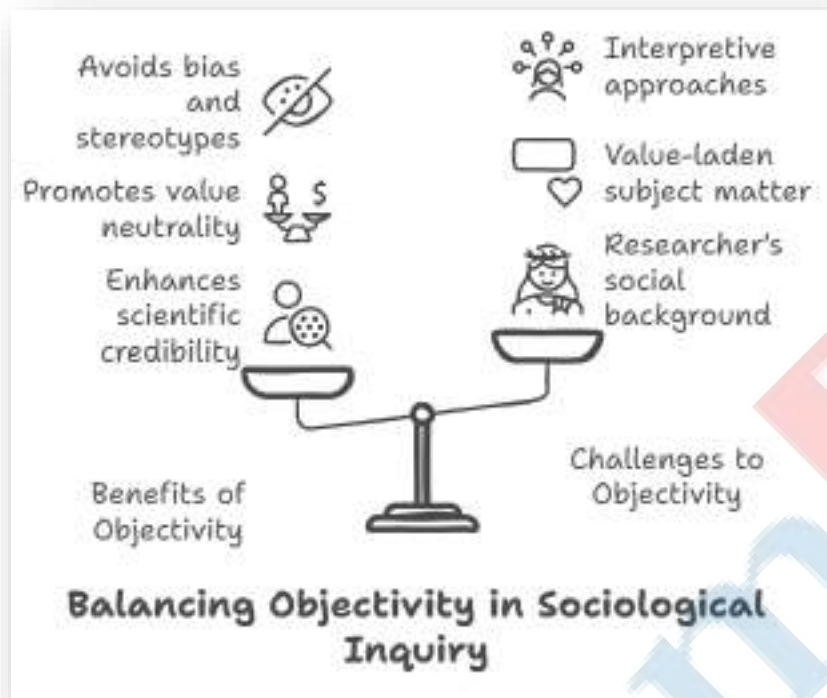 Avoids bias
and
stereotypes
Promotes value
neutrality
Enhances
scientific
credibility
Benefits of
Objectivity
Interpretive
approaches
Value-laden
subject matter
Researcher's
social
background
Challenges to
Objectivity
Balancing Objectivity in Sociological
Inquiry